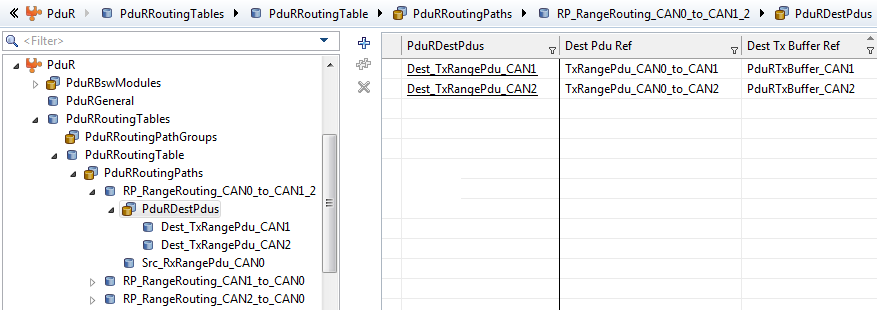 PduR PduRRoutingTables PduRRoutingTable PduRRoutingPaths RP_RangeRouting_CAN0_to_CAN1_2 PduRDestPdus
<Filter>
PduR
PduRBswModules
PduRGeneral
PduRRoutingTables
PduRRoutingPathGroups
PduRRoutingTable
PduRRoutingPaths
RP_RangeRouting_CAN0_to_CAN1_2
PduRDestPdus
Dest_TxRangePdu_CAN1
Dest_TxRangePdu_CAN2
Src_RxRangePdu_CAN0
RP_RangeRouting_CAN1_to_CAN0
RP_RangeRouting_CAN2_to_CAN0
PduRDestPdus Dest Pdu Ref Dest Tx Buffer Ref
Dest_TxRangePdu_CAN1 TxRangePdu_CAN0_to_CAN1 PduRTxBuffer_CAN1
Dest_TxRangePdu_CAN2 TxRangePdu_CAN0_to_CAN2 PduRTxBuffer_CAN2